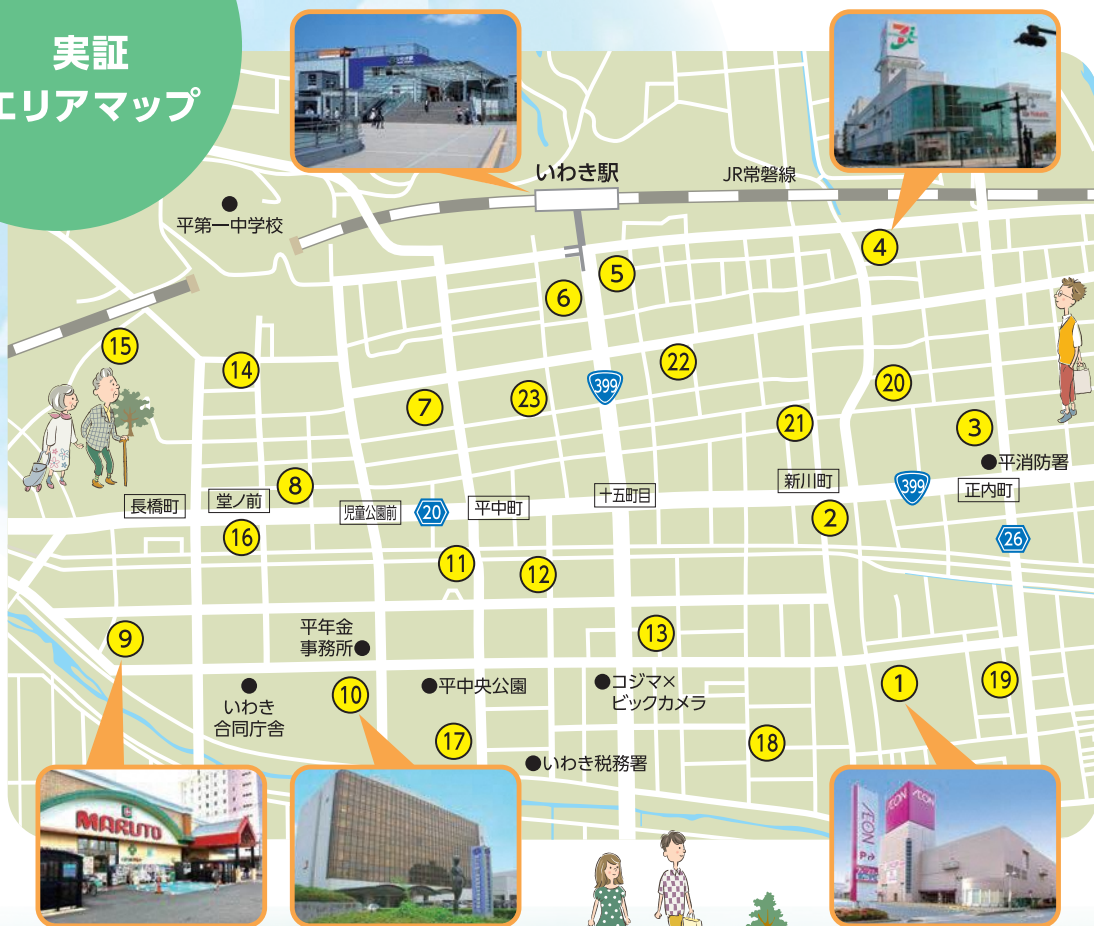 実証
エリアマップ
いわき駅
JR常磐線
平第一中学校
4
5
6
15
14
22
399
20
7
23
21
3
平消防署
8
長橋町
堂ノ前
児童公園前
20
平中町
十五町目
新川町
399
正内町
2
16
26
11
12
9
平年金
事務所
13
コジマ×
ビックカメラ
いわき
合同庁舎
10
平中央公園
1
19
17
18
いわき税務署
MARUTO
AEON
AEON
AEON